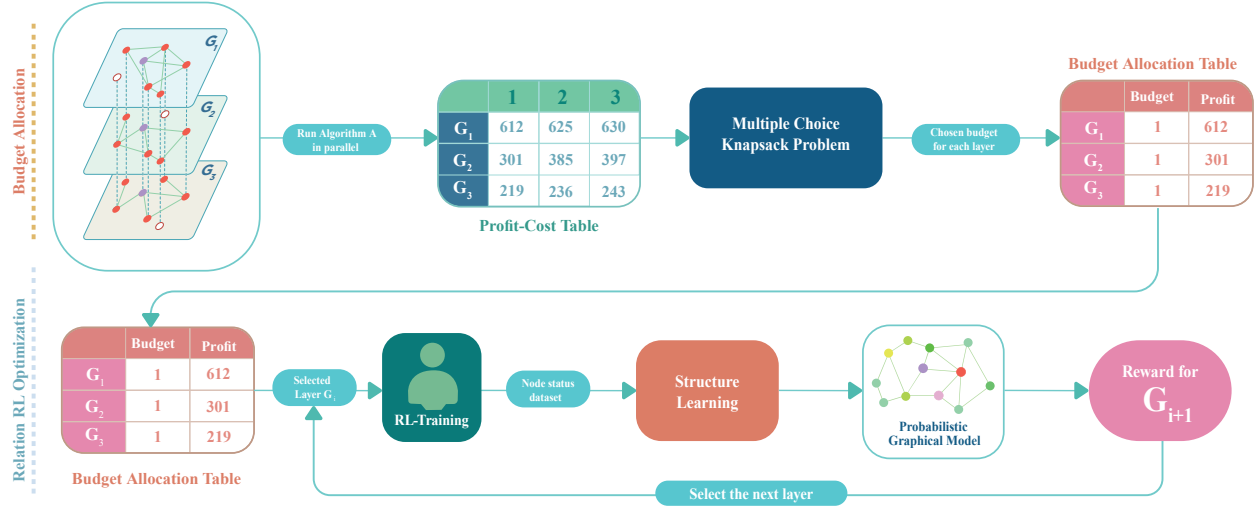 Budget Allocation
G1
G2
G3
Run Algorithm A
in parallel
1 2 3
G1 612 625 630
G2 301 385 397
G3 219 236 243
Profit-Cost Table
Multiple Choice
Knapsack Problem
Chosen budget
for each layer
Budget Allocation Table
Budget Profit
G1 1 612
G2 1 301
G3 1 219
Relation RL Optimization
Budget Profit
G1 1 612
G2 1 301
G3 1 219
Budget Allocation Table
Selected
Layer G
RL-Training
Node status
dataset
Structure
Learning
Probabilistic
Graphical Model
Reward for
Gi+1
Select the next layer